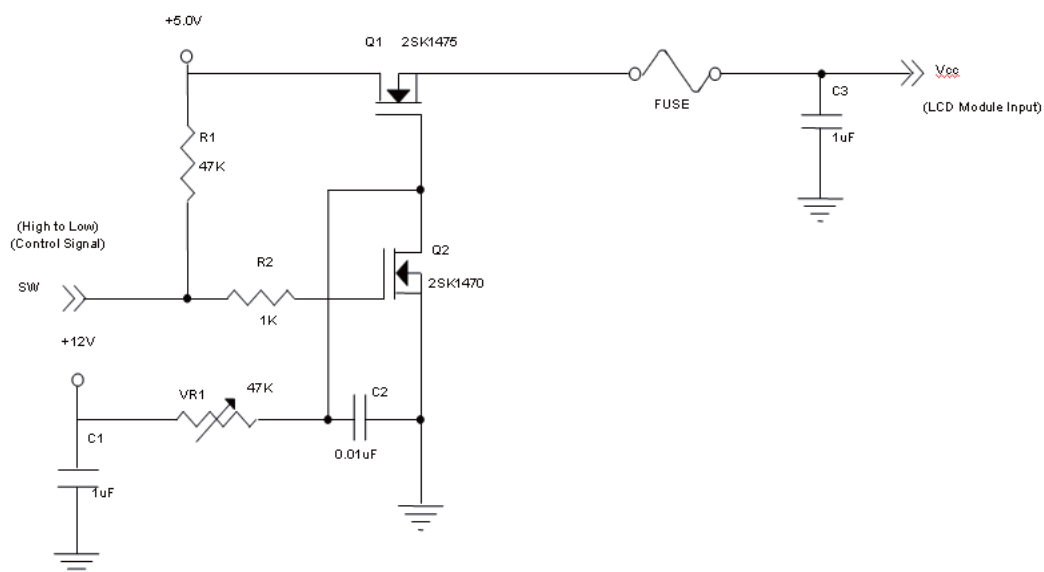 +5.0V
Q1 2SK1475
Vcc
FUSE
C3
(LCD Module Input)
1uF
R1
47K
(High to Low)
(Control Signal)
Q2
R2
2SK1470
SW
1K
+12V
47K
VR1
C2
C1
0.01uF
1uF